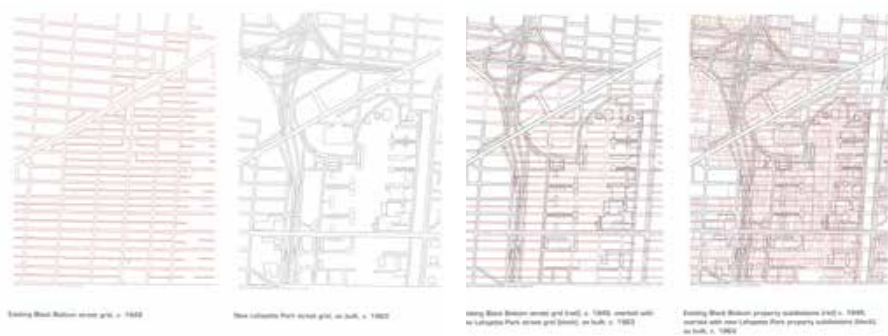 Existing Black Bottom street grid, c. 1949
New Lafayette Park street grid, as built, c. 1963
Existing Black Bottom street grid [red], c. 1949, overlaid with
new Lafayette Park street grid [black], as built, c. 1963
Existing Black Bottom property subdivisions [red] c. 1949,
overlaid with new Lafayette Park property subdivisions [black],
as built, c. 1964